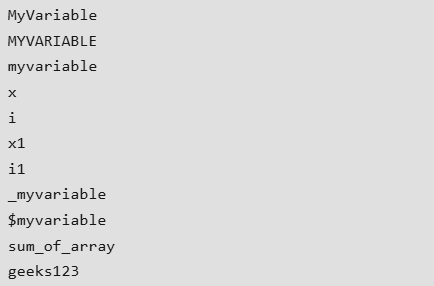 MyVariable
MYVARIABLE
myvariable
x
i
x1
i1
_myvariable
$myvariable
sum_of_array
geeks123